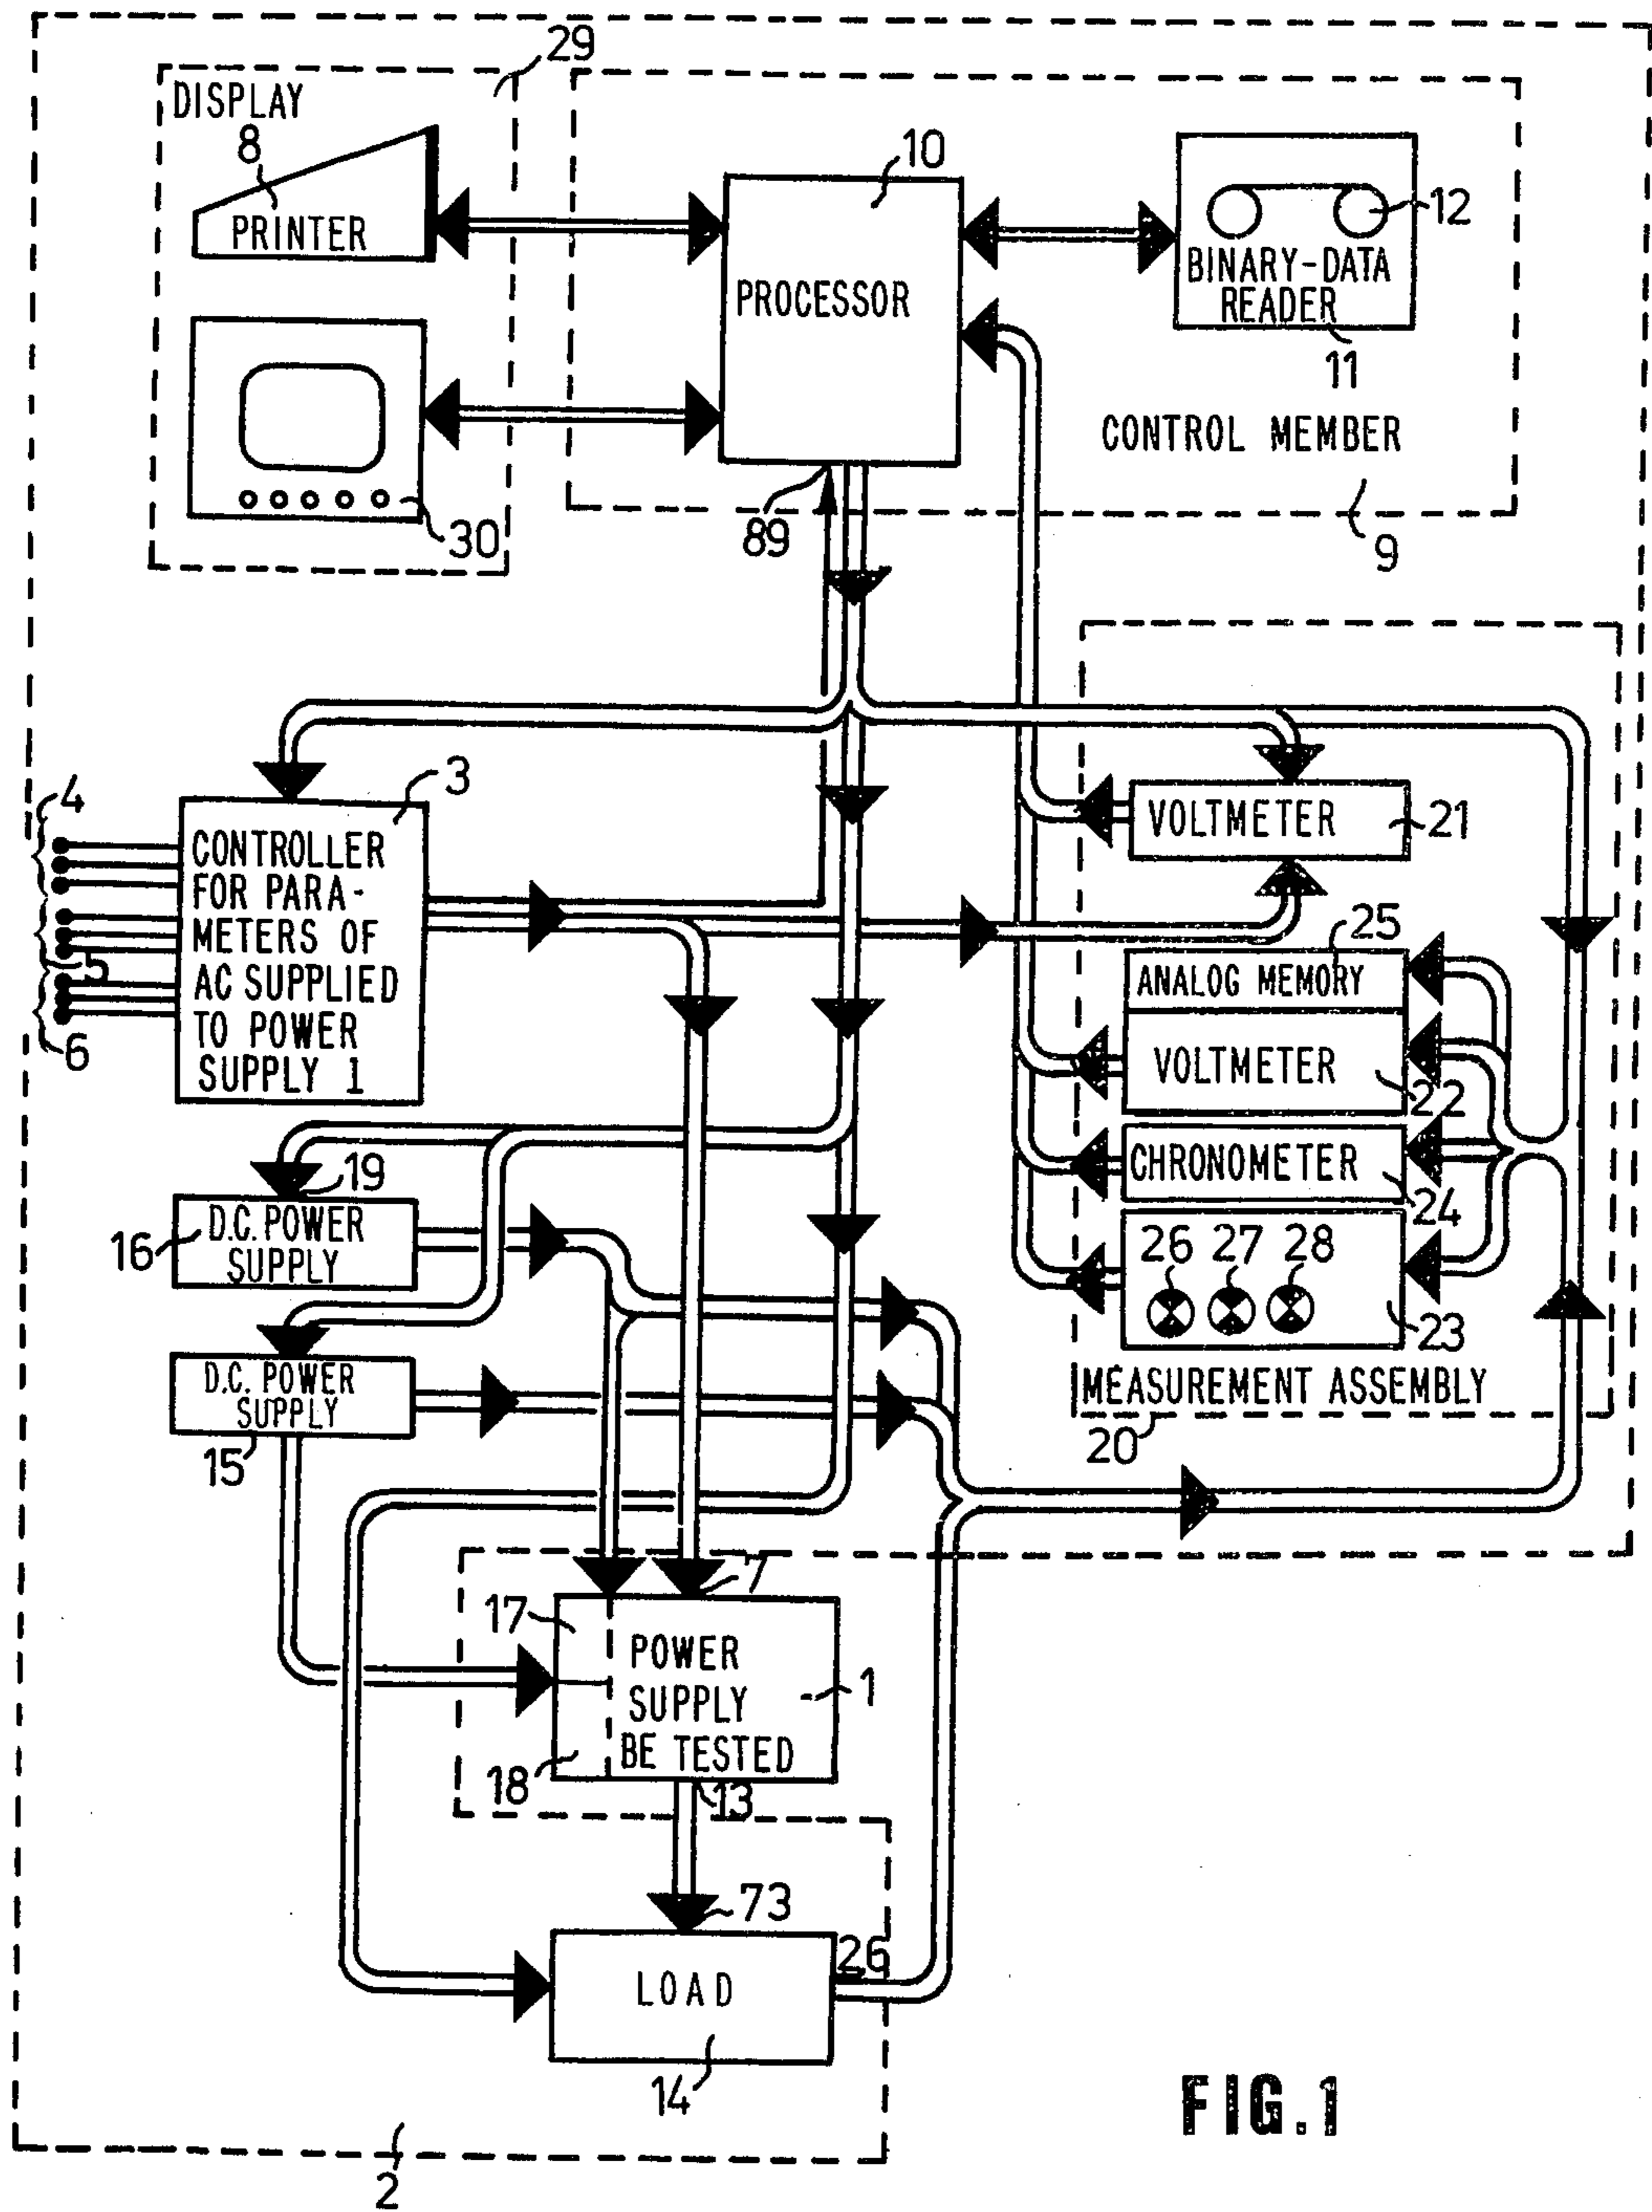 29
DISPLAY
8
PRINTER
10
PROCESSOR
12
BINARY-DATA
READER
11
CONTROL MEMBER
9
30
89
4
5
6
3
CONTROLLER
FOR PARA-
METERS OF
AC SUPPLIED
TO POWER
SUPPLY 1
VOLTMETER
21
25
ANALOG MEMORY
VOLTMETER
22
CHRONOMETER
24
26 27 28
23
MEASUREMENT ASSEMBLY
20
19
16
D.C. POWER
SUPPLY
D.C. POWER
SUPPLY
15
7
17
18
POWER
SUPPLY
BE TESTED
1
13
73
26
LOAD
14
2
FIG.1